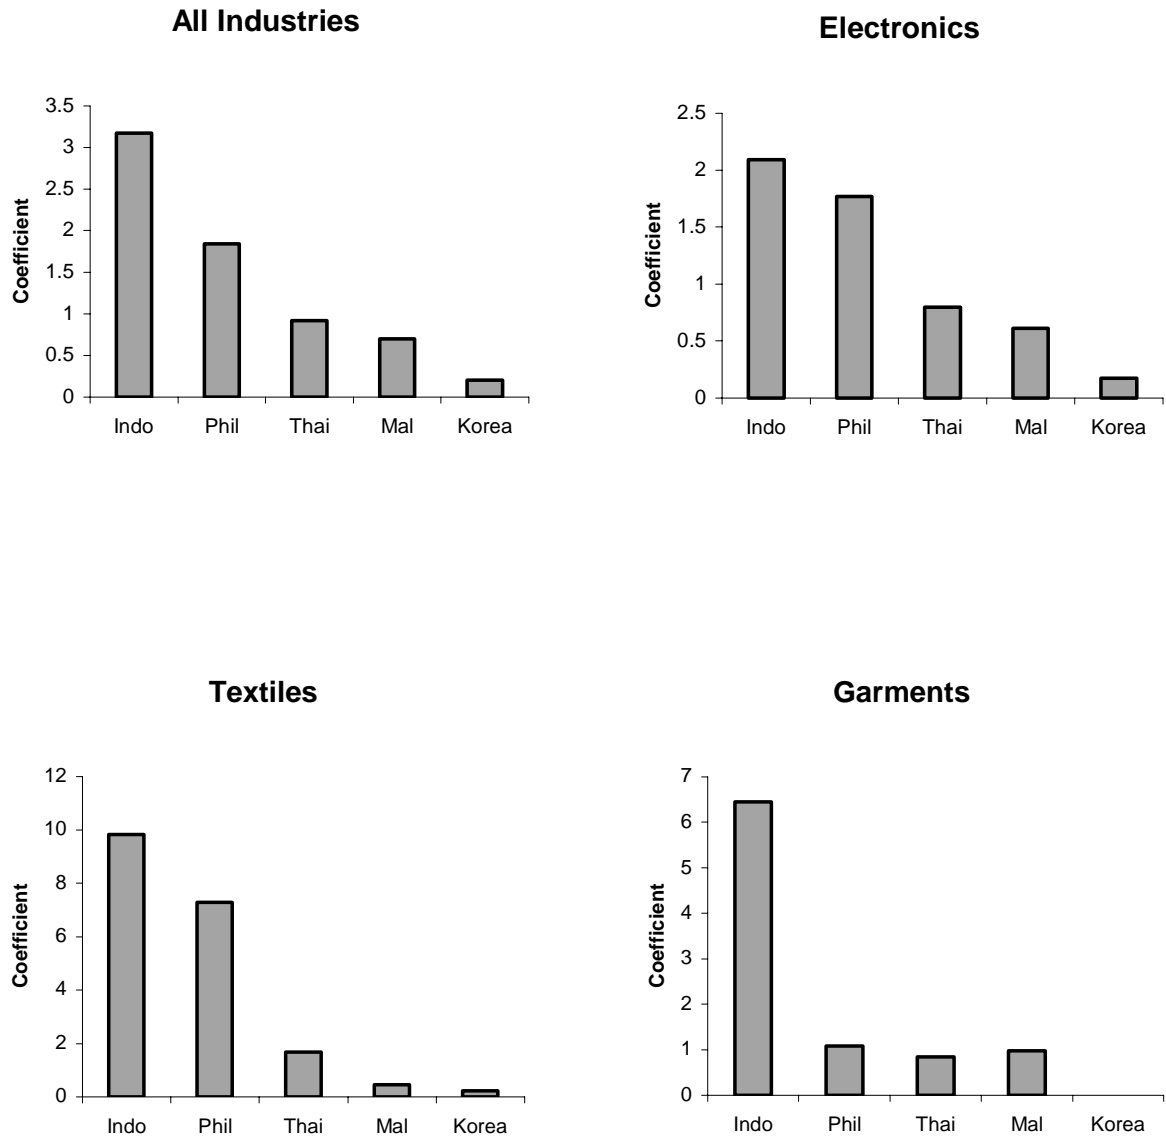 All Industries
Coefficient
3.5
3
2.5
2
1.5
1
0.5
0
Indo Phil Thai Mal Korea
Electronics
Coefficient
2.5
2
1.5
1
0.5
0
Indo Phil Thai Mal Korea
Textiles
Coefficient
12
10
8
6
4
2
0
Indo Phil Thai Mal Korea
Garments
Coefficient
7
6
5
4
3
2
1
0
Indo Phil Thai Mal Korea